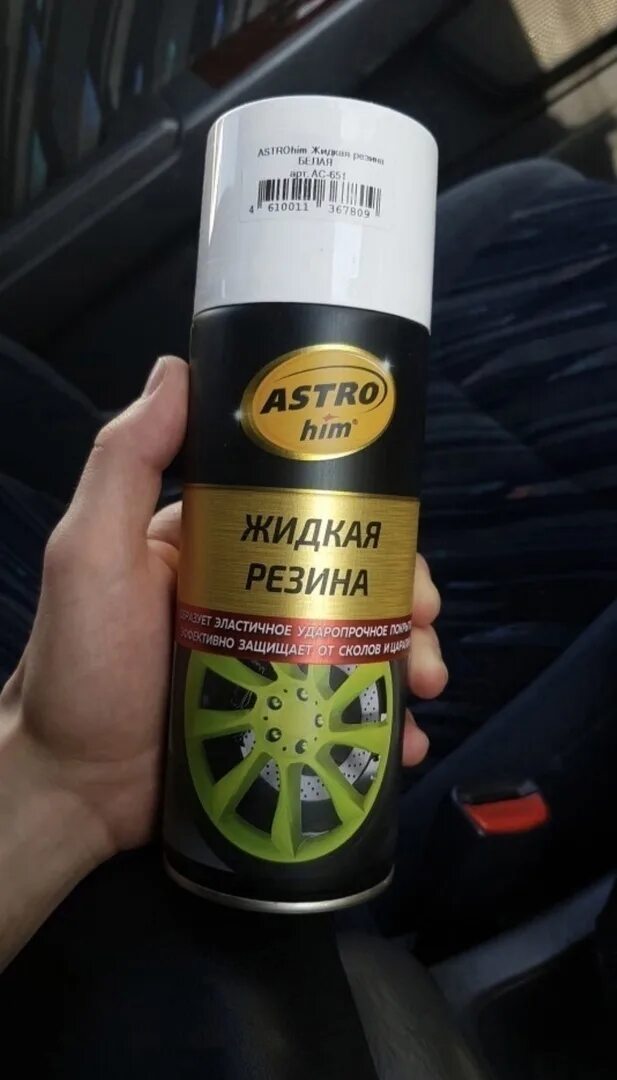 ASTROhim Жидкая резина
БЕЛАЯ
арт.АС-651
4 610011 367809
ASTRO
him®
ЖИДКАЯ
РЕЗИНА
ОБРАЗУЕТ ЭЛАСТИЧНОЕ УДАРОПРОЧНОЕ
ЭФФЕКТИВНО ЗАЩИЩАЕТ ОТ СКОЛОВ И